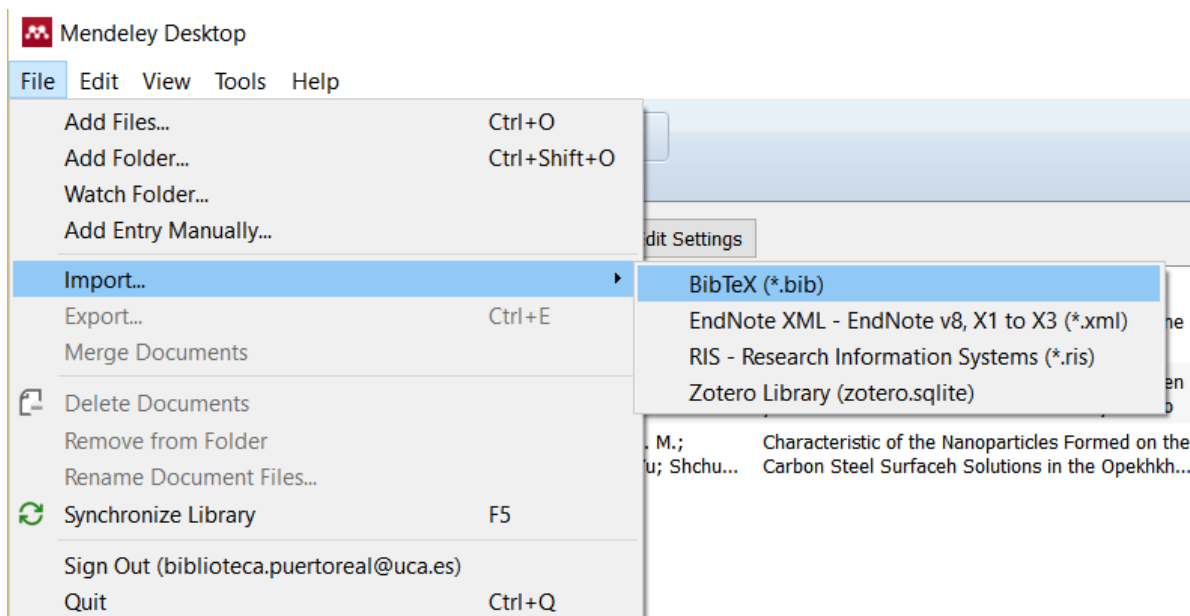 Mendeley Desktop
File Edit View Tools Help
Add Files... Ctrl+O
Add Folder... Ctrl+Shift+O
Watch Folder...
Add Entry Manually...
dit Settings
Import...
BibTeX (*.bib)
Export... Ctrl+E
EndNote XML - EndNote v8, X1 to X3 (*.xml)
Merge Documents
RIS - Research Information Systems (*.ris)
Delete Documents
Zotero Library (zotero.sqlite)
Remove from Folder
. M.; Characteristic of the Nanoparticles Formed on the
'u; Shchu... Carbon Steel Surfaceh Solutions in the Opekhkh...
Rename Document Files...
Synchronize Library F5
Sign Out (biblioteca.puertoreal@uca.es)
Quit Ctrl+Q